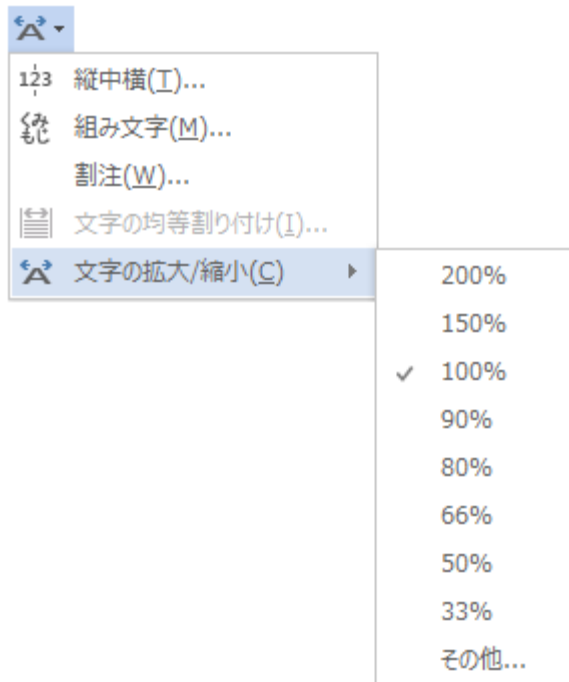 縦中横(T)...
組み文字(M)...
割注(W)...
文字の均等割り付け(I)...
文字の拡大/縮小(C)
200%
150%
100%
90%
80%
66%
50%
33%
その他...